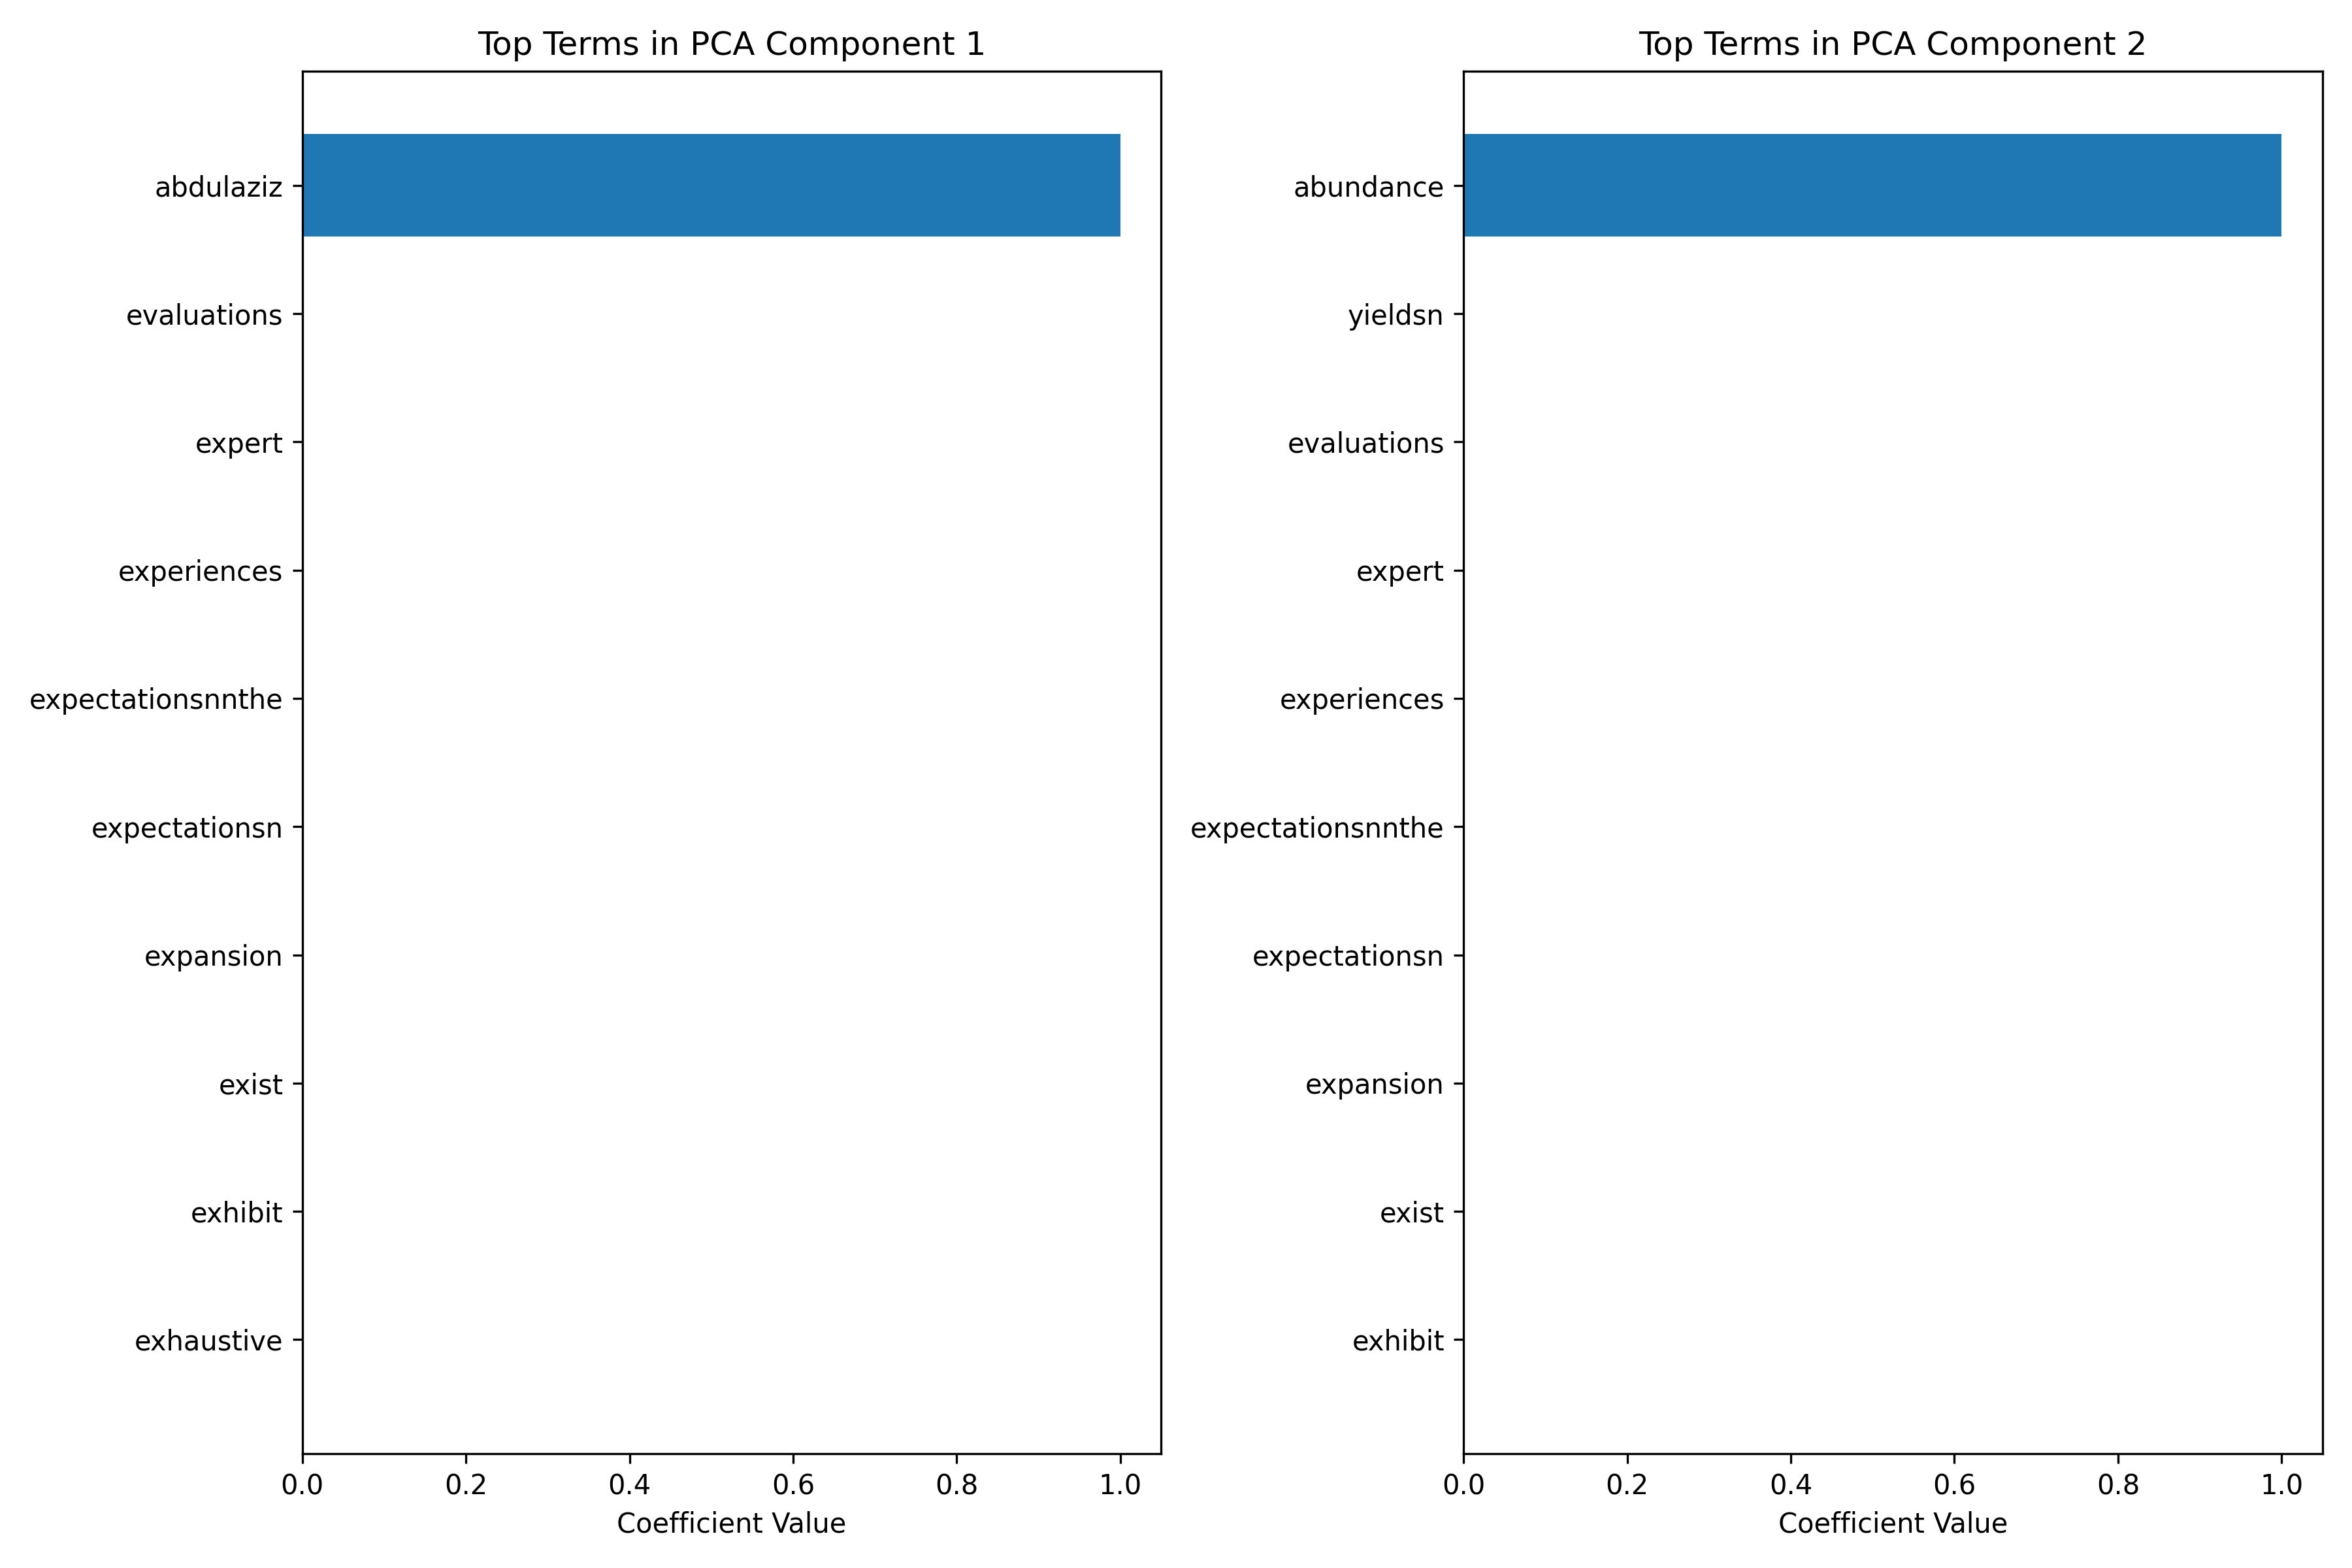 Top Terms in PCA Component 1
abdulaziz
evaluations
expert
experiences
expectationsnnthe
expectationsn
expansion
exist
exhibit
exhaustive
0.0 0.2 0.4 0.6 0.8 1.0
Coefficient Value
Top Terms in PCA Component 2
abundance
yieldsn
evaluations
expert
experiences
expectationsnnthe
expectationsn
expansion
exist
exhibit
0.0 0.2 0.4 0.6 0.8 1.0
Coefficient Value